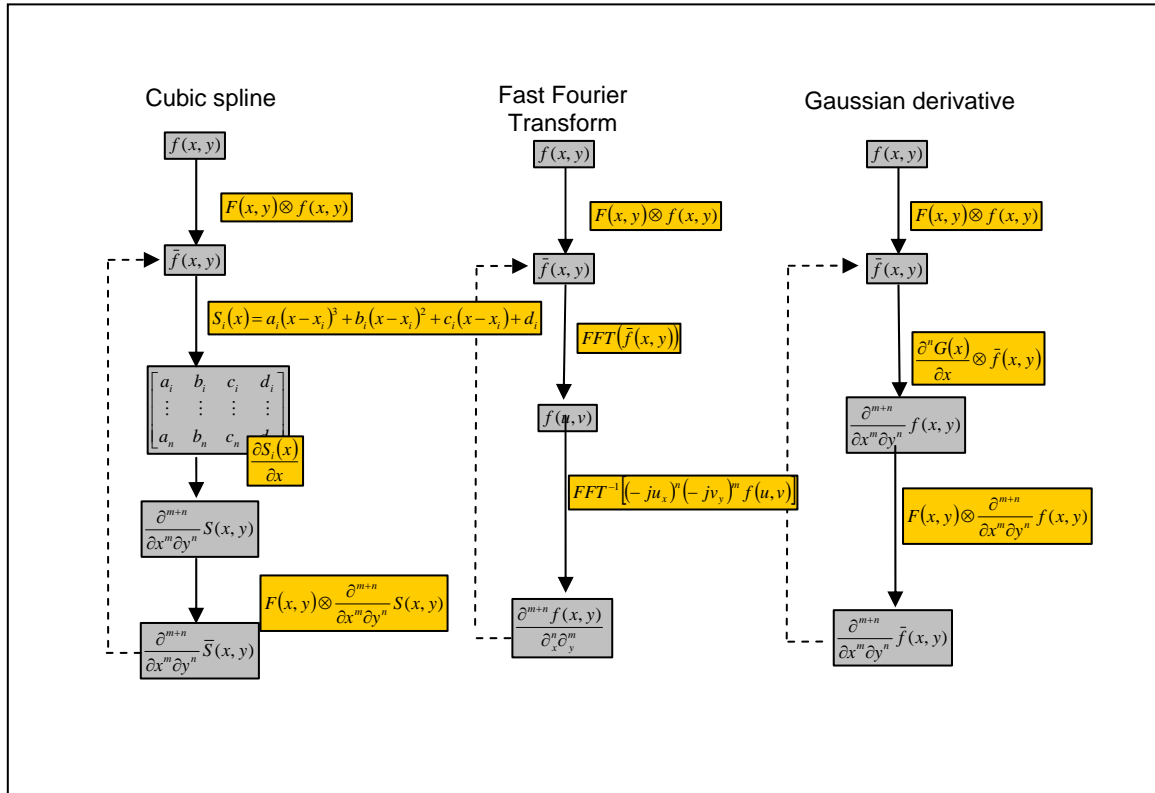 Cubic spline
f(x, y)
F(x, y) ⊗ f(x, y)
f̄(x, y)
S_i(x) = a_i(x − x_i)^3 + b_i(x − x_i)^2 + c_i(x − x_i) + d_i
a_i b_i c_i d_i
⋮ ⋮ ⋮ ⋮
a_n b_n c_n
∂S_i(x)/∂x
∂^{m+n}/∂x^m∂y^n S(x, y)
F(x, y) ⊗ ∂^{m+n}/∂x^m∂y^n S(x, y)
∂^{m+n}/∂x^m∂y^n S̄(x, y)
Fast Fourier
Transform
f(x, y)
F(x, y) ⊗ f(x, y)
f̄(x, y)
FFT(f̄(x, y))
f(u, v)
FFT^{−1}[(− ju_x)^n (− jv_y)^m f(u, v)]
∂^{m+n} f(x, y)/∂_x^n ∂_y^m
Gaussian derivative
f(x, y)
F(x, y) ⊗ f(x, y)
f̄(x, y)
∂^n G(x)/∂x ⊗ f̄(x, y)
∂^{m+n}/∂x^m∂y^n f(x, y)
F(x, y) ⊗ ∂^{m+n}/∂x^m∂y^n f(x, y)
∂^{m+n}/∂x^m∂y^n f̄(x, y)